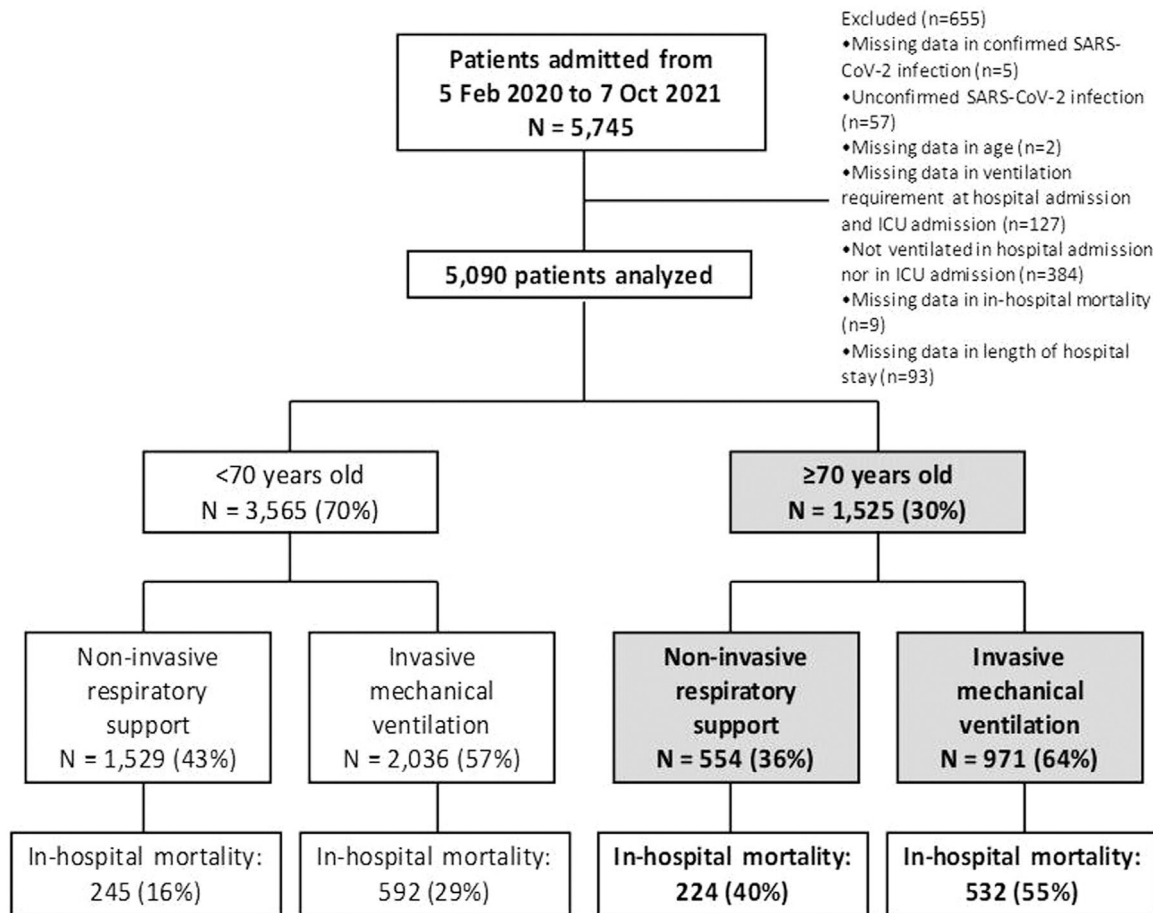 Patients admitted from
5 Feb 2020 to 7 Oct 2021
N = 5,745
Excluded (n=655)
◆Missing data in confirmed SARS-
CoV-2 infection (n=5)
◆Unconfirmed SARS-CoV-2 infection
(n=57)
◆Missing data in age (n=2)
◆Missing data in ventilation
requirement at hospital admission
and ICU admission (n=127)
◆Not ventilated in hospital admission
nor in ICU admission (n=384)
◆Missing data in in-hospital mortality
(n=9)
◆Missing data in length of hospital
stay (n=93)
5,090 patients analyzed
<70 years old
N = 3,565 (70%)
≥70 years old
N = 1,525 (30%)
Non-invasive
respiratory
support
N = 1,529 (43%)
Invasive
mechanical
ventilation
N = 2,036 (57%)
Non-invasive
respiratory
support
N = 554 (36%)
Invasive
mechanical
ventilation
N = 971 (64%)
In-hospital mortality:
245 (16%)
In-hospital mortality:
592 (29%)
In-hospital mortality:
224 (40%)
In-hospital mortality:
532 (55%)